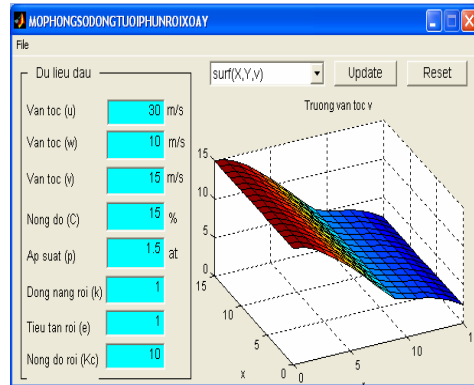 MOPHONGSODONGTUOIPHUNROIXOAY
File
Du lieu dau
Van toc (u) 30 m/s
Van toc (w) 10 m/s
Van toc (v) 15 m/s
Nong do (C) 15 %
Ap suat (p) 1.5 at
Dong nang roi (k) 1
Tieu tan roi (e) 1
Nong do roi (Kc) 10
surf(X,Y,v)
Update
Reset
Truong van toc v
15
10
5
0
15
10
5
0
x
0
5
10
1